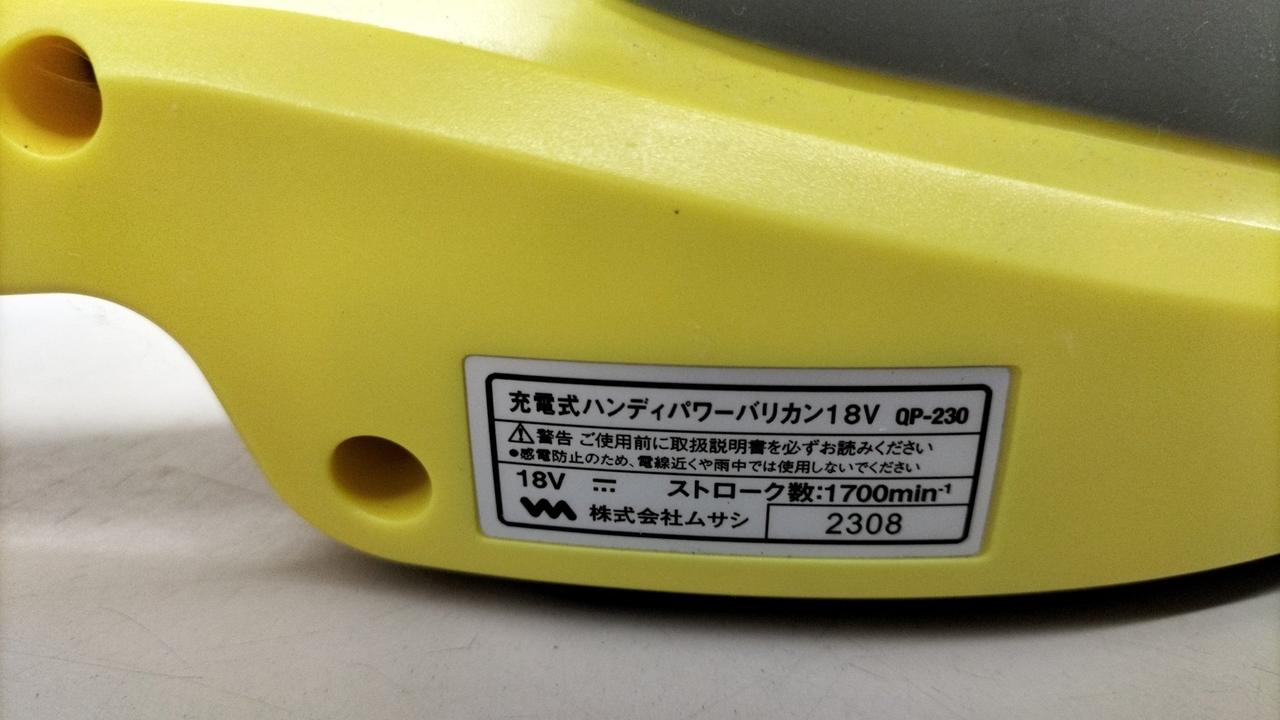 充電式ハンディパワーバリカン18V QP-230
警告 ご使用前に取扱説明書を必ずお読みください
●感電防止のため、電線近くや雨中では使用しないでください
18V ⎓ ストローク数:1700min⁻¹
株式会社ムサシ 2308